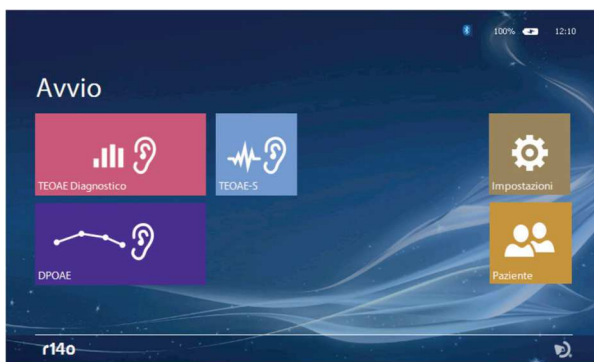 100% 12:10
Avvio
TEOAE Diagnostico
TEOAE-S
Impostazioni
DPOAE
Paziente
r14o